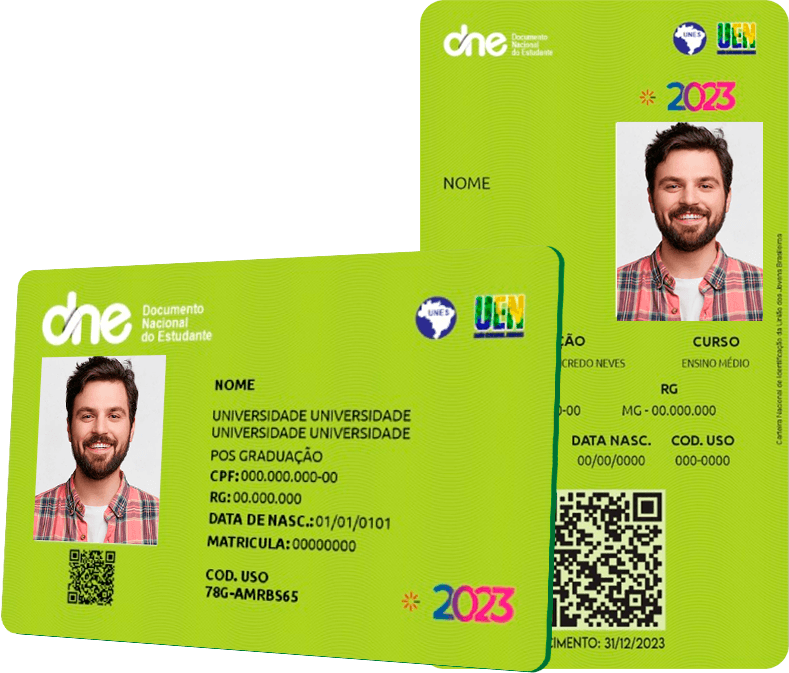 dne Documento
Nacional
do Estudante
UNES
UEN
2023
NOME
CURSO
CREDO NEVES
ENSINO MÉDIO
RG
0-00
MG - 00.000.000
DATA NASC.
COD. USO
00/00/0000
000-0000
CIMENTO: 31/12/2023
Carteira Nacional de Identificação da União dos Jovens Brasileiros
dne Documento
Nacional
do Estudante
UNES
UEN
NOME
UNIVERSIDADE UNIVERSIDADE
UNIVERSIDADE UNIVERSIDADE
POS GRADUAÇÃO
CPF: 000.000.000-00
RG: 00.000.000
DATA DE NASC.: 01/01/0101
MATRICULA: 00000000
COD. USO
78G-AMRBS65
2023